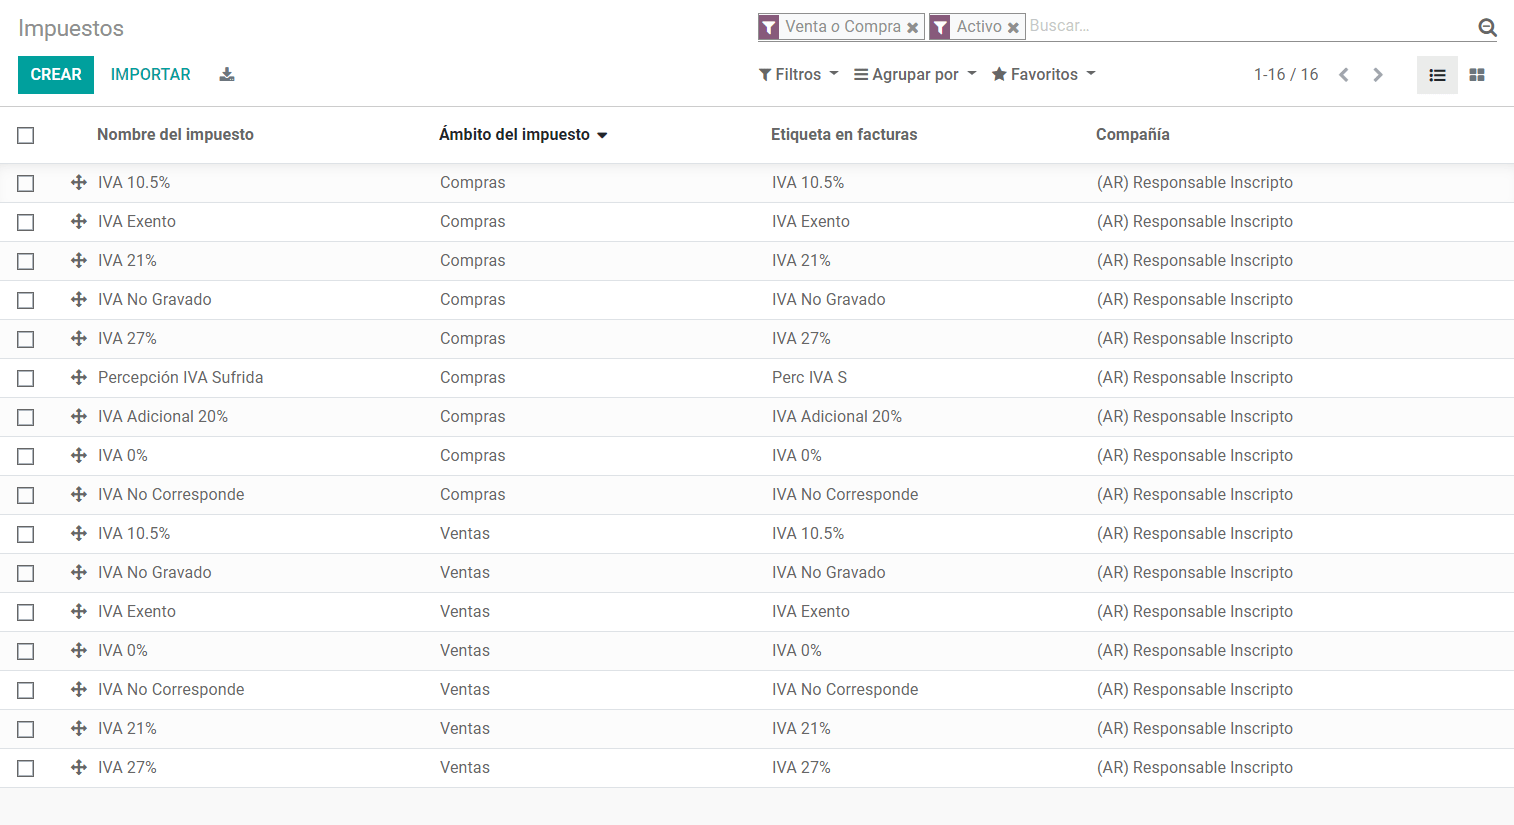 Impuestos
Venta o Compra Activo Buscar...
CREAR IMPORTAR Filtros Agrupar por Favoritos 1-16 / 16
Nombre del impuesto Ámbito del impuesto Etiqueta en facturas Compañía
IVA 10.5% Compras IVA 10.5% (AR) Responsable Inscripto
IVA Exento Compras IVA Exento (AR) Responsable Inscripto
IVA 21% Compras IVA 21% (AR) Responsable Inscripto
IVA No Gravado Compras IVA No Gravado (AR) Responsable Inscripto
IVA 27% Compras IVA 27% (AR) Responsable Inscripto
Percepción IVA Sufrida Compras Perc IVA S (AR) Responsable Inscripto
IVA Adicional 20% Compras IVA Adicional 20% (AR) Responsable Inscripto
IVA 0% Compras IVA 0% (AR) Responsable Inscripto
IVA No Corresponde Compras IVA No Corresponde (AR) Responsable Inscripto
IVA 10.5% Ventas IVA 10.5% (AR) Responsable Inscripto
IVA No Gravado Ventas IVA No Gravado (AR) Responsable Inscripto
IVA Exento Ventas IVA Exento (AR) Responsable Inscripto
IVA 0% Ventas IVA 0% (AR) Responsable Inscripto
IVA No Corresponde Ventas IVA No Corresponde (AR) Responsable Inscripto
IVA 21% Ventas IVA 21% (AR) Responsable Inscripto
IVA 27% Ventas IVA 27% (AR) Responsable Inscripto